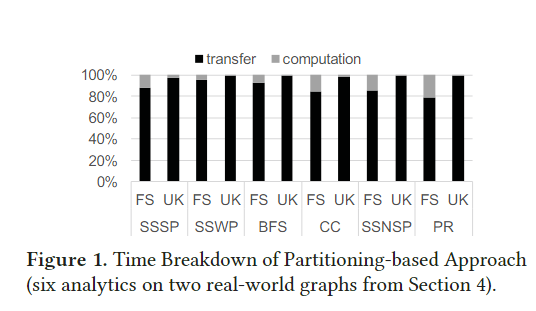 transfer computation
100%
80%
60%
40%
20%
0%
FS UK FS UK FS UK FS UK FS UK FS UK
SSSP SSWP BFS CC SSNSP PR
Figure 1. Time Breakdown of Partitioning-based Approach
(six analytics on two real-world graphs from Section 4).